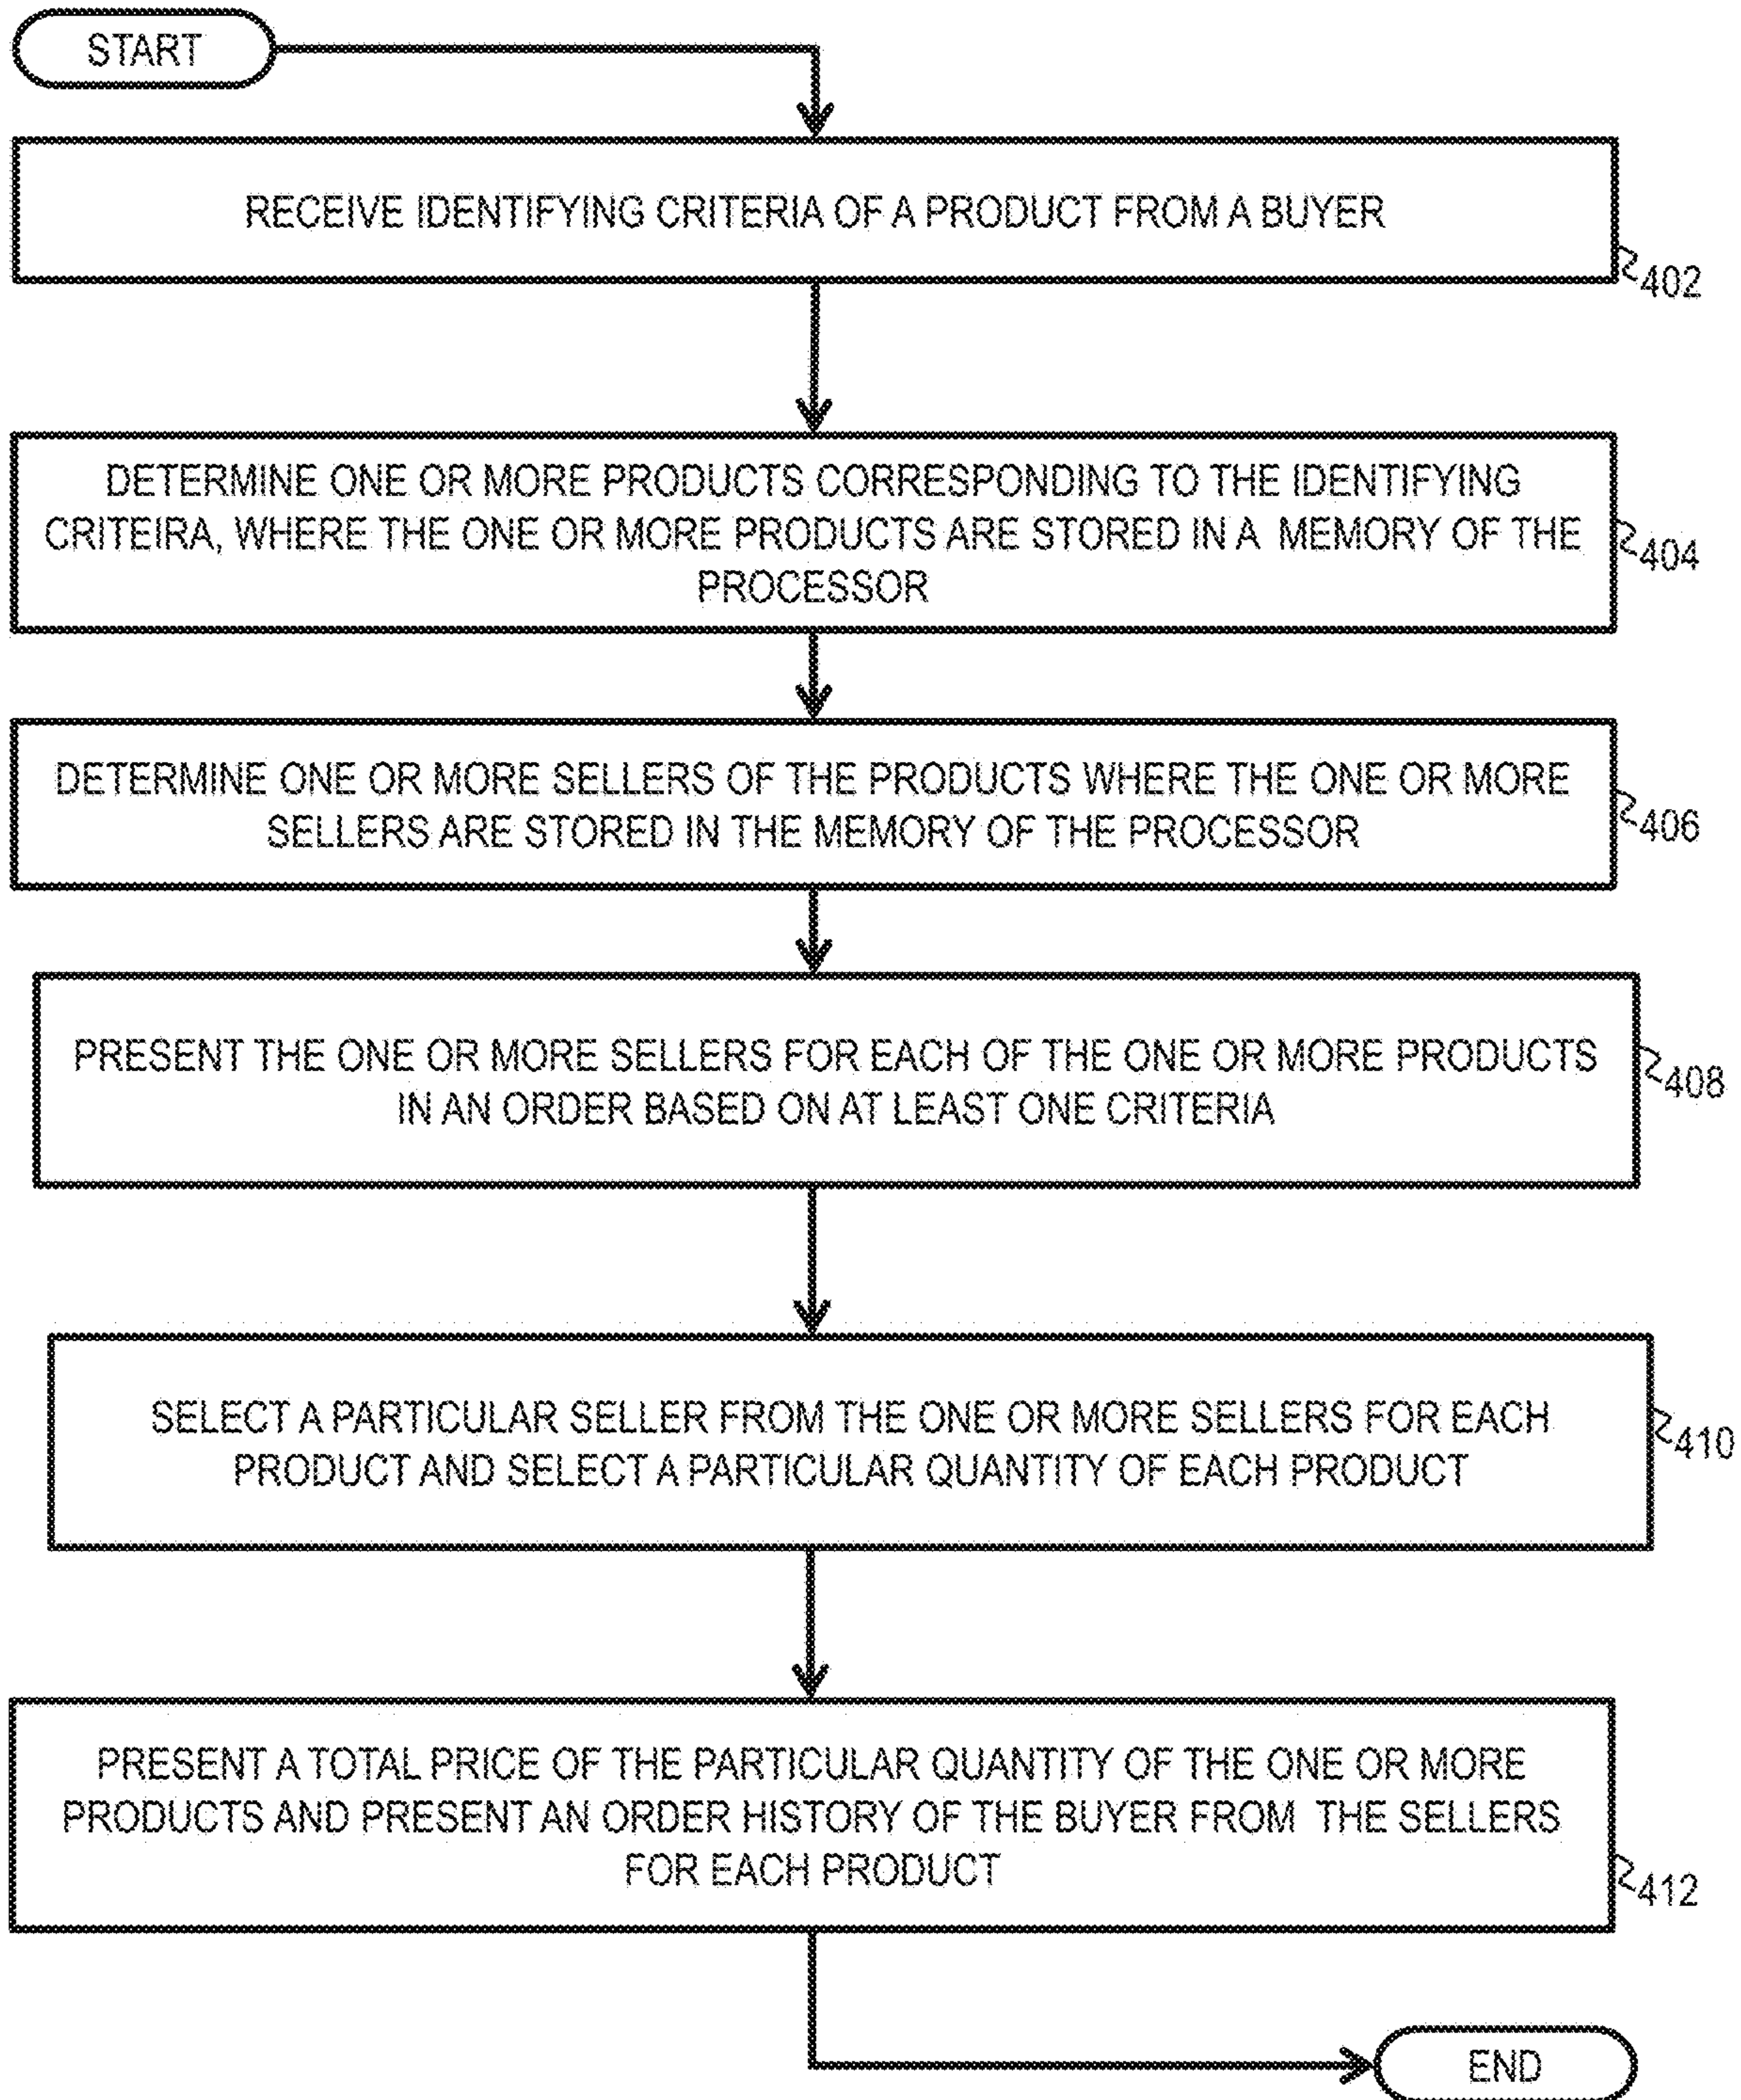 START
RECEIVE IDENTIFYING CRITERIA OF A PRODUCT FROM A BUYER
402
DETERMINE ONE OR MORE PRODUCTS CORRESPONDING TO THE IDENTIFYING
CRITEIRA, WHERE THE ONE OR MORE PRODUCTS ARE STORED IN A MEMORY OF THE
PROCESSOR
404
DETERMINE ONE OR MORE SELLERS OF THE PRODUCTS WHERE THE ONE OR MORE
SELLERS ARE STORED IN THE MEMORY OF THE PROCESSOR
406
PRESENT THE ONE OR MORE SELLERS FOR EACH OF THE ONE OR MORE PRODUCTS
IN AN ORDER BASED ON AT LEAST ONE CRITERIA
408
SELECT A PARTICULAR SELLER FROM THE ONE OR MORE SELLERS FOR EACH
PRODUCT AND SELECT A PARTICULAR QUANTITY OF EACH PRODUCT
410
PRESENT A TOTAL PRICE OF THE PARTICULAR QUANTITY OF THE ONE OR MORE
PRODUCTS AND PRESENT AN ORDER HISTORY OF THE BUYER FROM THE SELLERS
FOR EACH PRODUCT
412
END